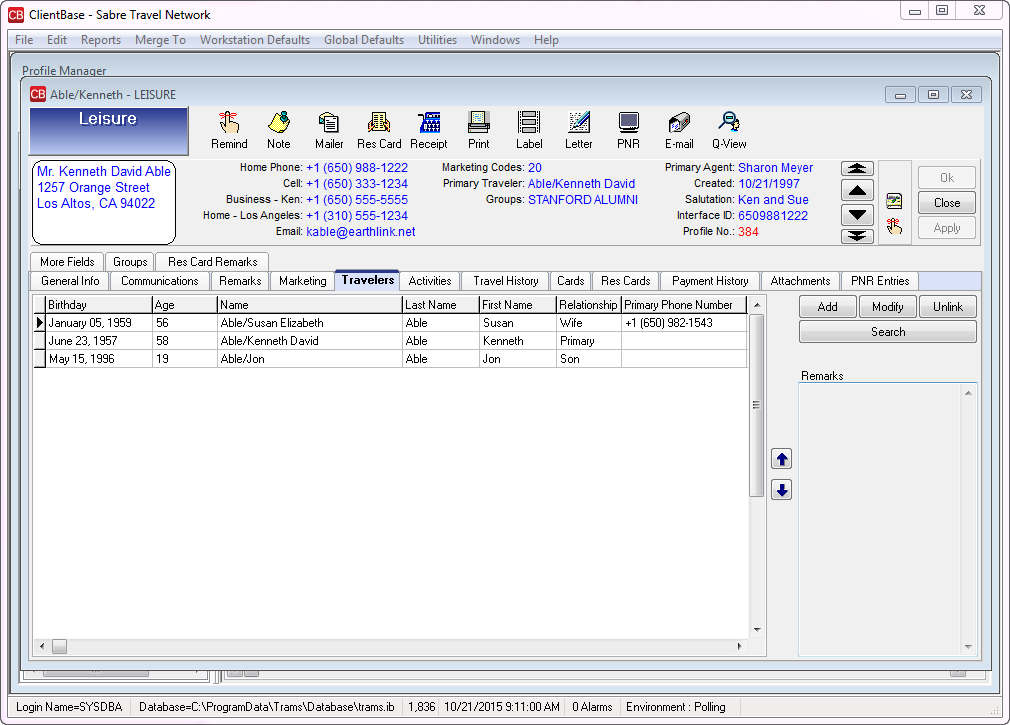 CB ClientBase - Sabre Travel Network
File Edit Reports Merge To Workstation Defaults Global Defaults Utilities Windows Help
Profile Manager
CB Able/Kenneth - LEISURE
Leisure
Remind Note Mailer Res Card Receipt Print Label Letter PNR E-mail Q-View
Mr. Kenneth David Able
1257 Orange Street
Los Altos, CA 94022
Home Phone: +1 (650) 988-1222
Cell: +1 (650) 333-1234
Business - Ken: +1 (650) 555-5555
Home - Los Angeles: +1 (310) 555-1234
Email: kable@earthlink.net
Marketing Codes: 20
Primary Traveler: Able/Kenneth David
Groups: STANFORD ALUMNI
Primary Agent: Sharon Meyer
Created: 10/21/1997
Salutation: Ken and Sue
Interface ID: 6509881222
Profile No.: 384
Ok
Close
Apply
More Fields Groups Res Card Remarks
General Info Communications Remarks Marketing Travelers Activities Travel History Cards Res Cards Payment History Attachments PNR Entries
Birthday Age Name Last Name First Name Relationship Primary Phone Number
January 05, 1959 56 Able/Susan Elizabeth Able Susan Wife +1 (650) 982-1543
June 23, 1957 58 Able/Kenneth David Able Kenneth Primary
May 15, 1996 19 Able/Jon Able Jon Son
Add Modify Unlink
Search
Remarks
Login Name=SYSDBA Database=C:\ProgramData\Trams\Database\trams.ib 1,836 10/21/2015 9:11:00 AM 0 Alarms Environment : Polling